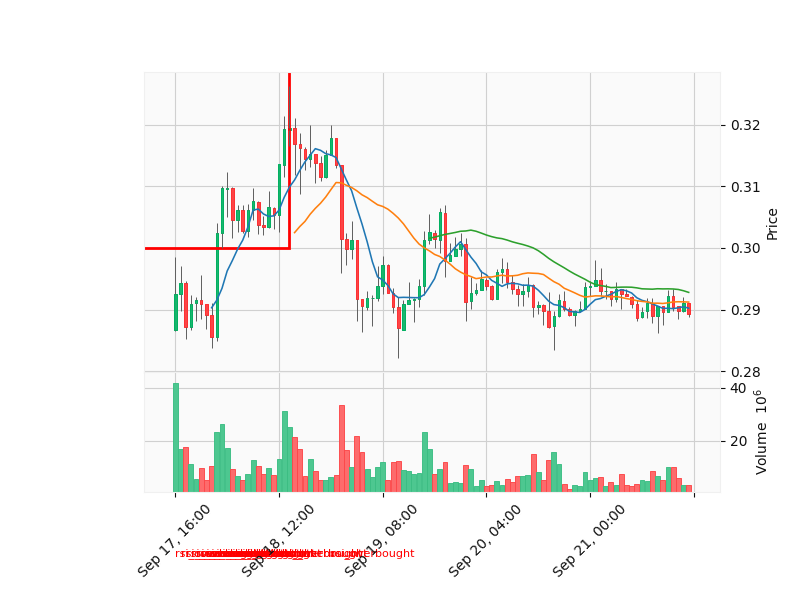 0.32
0.31
0.30
0.29
0.28
Price
40
20
Volume 10^6
Sep 17, 16:00
Sep 18, 12:00
Sep 19, 08:00
Sep 20, 04:00
Sep 21, 00:00